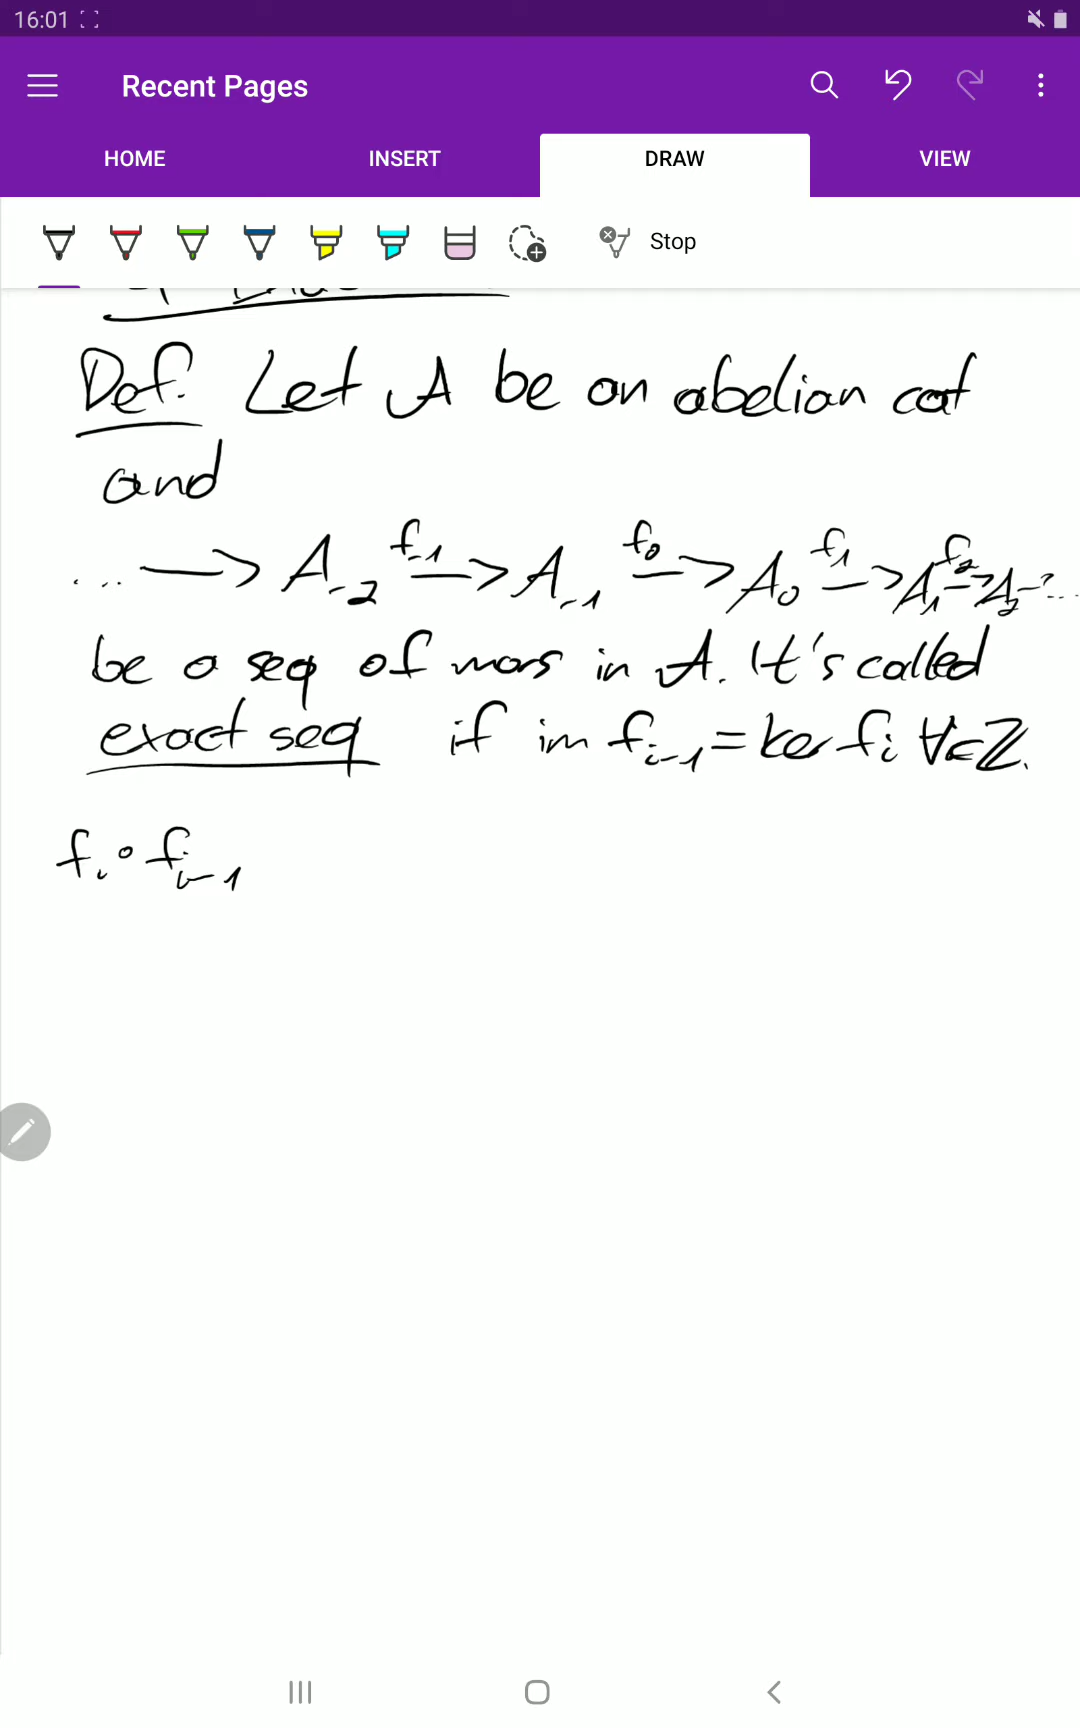 16:01
Recent Pages
HOME INSERT DRAW VIEW
Stop
Def. Let A be an abelian cat
and
... → A₋₂ →f₋₁ A₋₁ →f₀ A₀ →f₁ A₁ →f₂ A₂ → ...
be a seq of mors in A. It's called
exact seq if im fᵢ₋₁ = ker fᵢ ∀i∈ℤ.
fᵢ ∘ fᵢ₋₁